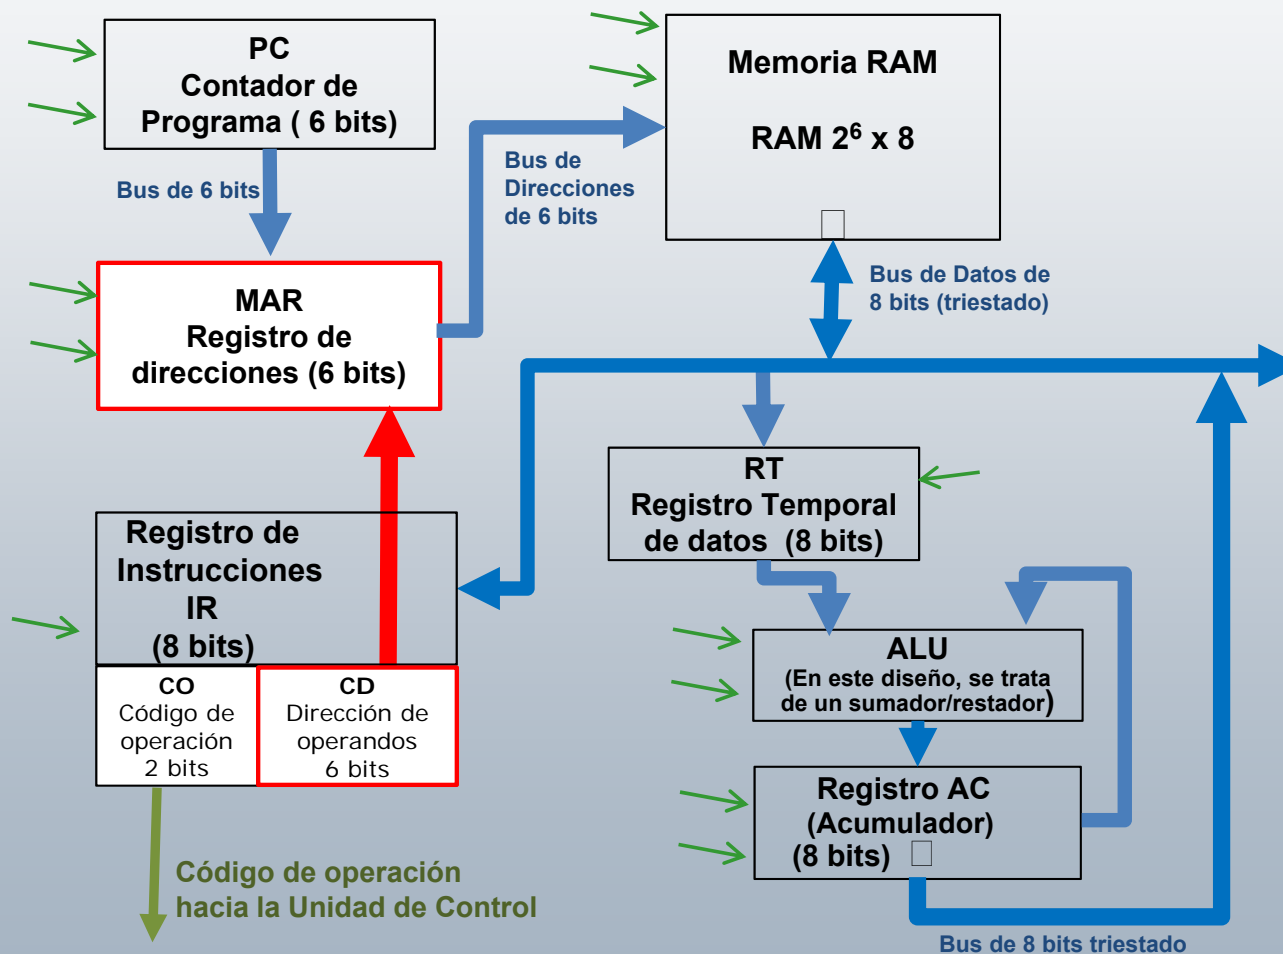 PC
Contador de
Programa ( 6 bits)
Bus de 6 bits
Memoria RAM
RAM 2⁶ x 8
Bus de
Direcciones
de 6 bits
Bus de Datos de
8 bits (triestado)
MAR
Registro de
direcciones (6 bits)
RT
Registro Temporal
de datos (8 bits)
Registro de
Instrucciones
IR
(8 bits)
CO
Código de
operación
2 bits
CD
Dirección de
operandos
6 bits
ALU
(En este diseño, se trata
de un sumador/restador)
Registro AC
(Acumulador)
(8 bits)
Código de operación
hacia la Unidad de Control
Bus de 8 bits triestado